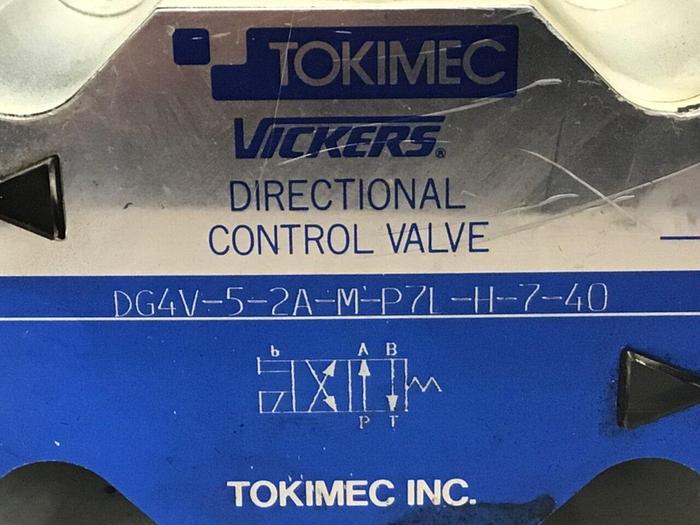 TOKIMEC
VICKERS®
DIRECTIONAL
CONTROL VALVE
DG4V-5-2A-M-P7L-H-7-40
b A B
P T
TOKIMEC INC.